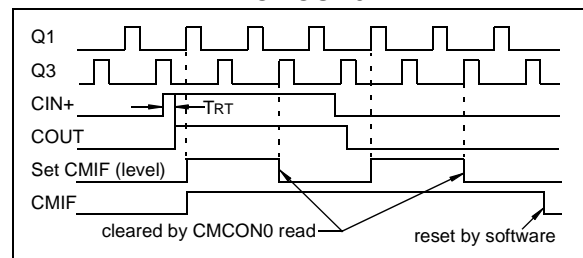 Q1
Q3
CIN+
TRT
COUT
Set CMIF (level)
CMIF
cleared by CMCON0 read
reset by software